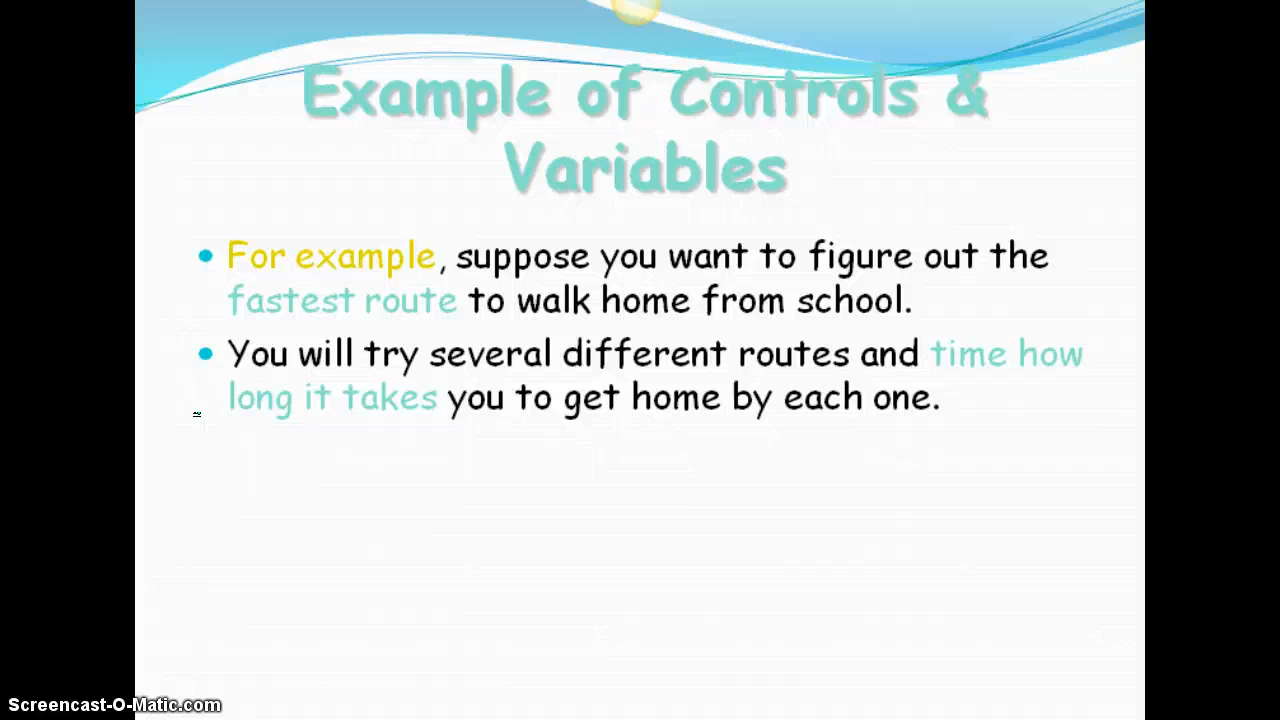 Example of Controls &
Variables
• For example, suppose you want to figure out the
fastest route to walk home from school.
• You will try several different routes and time how
long it takes you to get home by each one.
Screencast-O-Matic.com